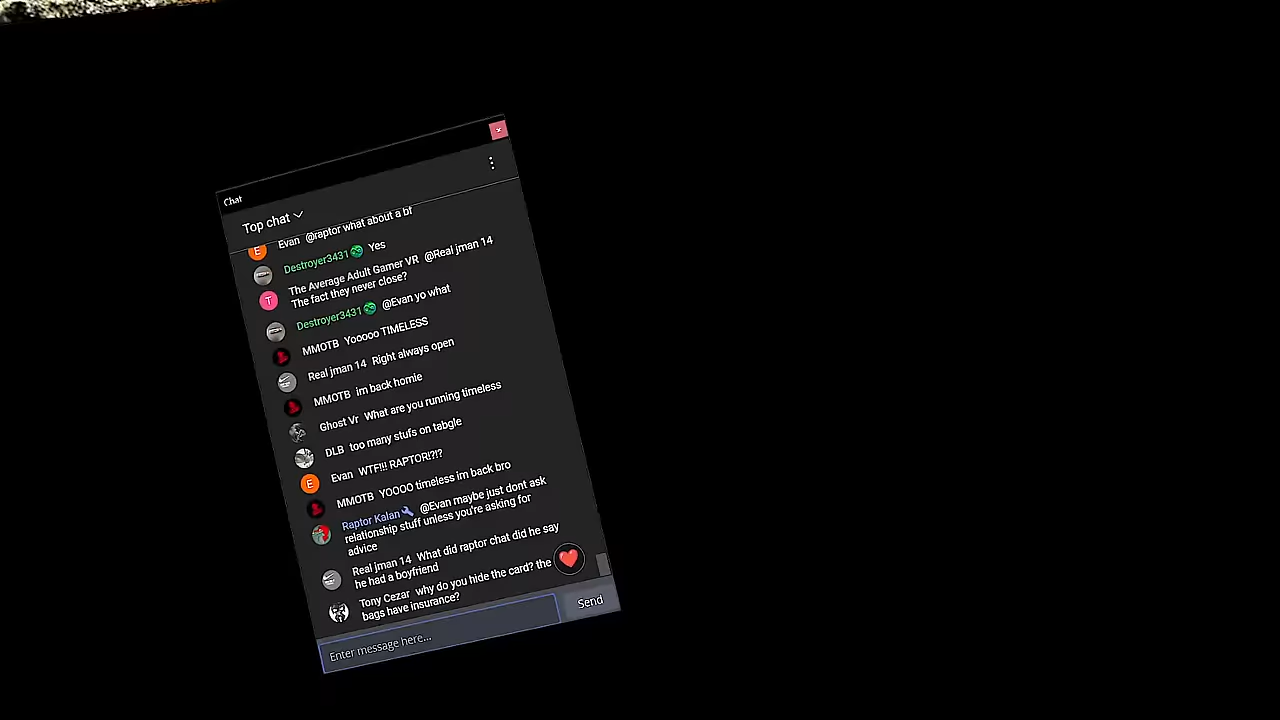 Chat
Top chat
Evan @raptor what about a bf
Destroyer3431 Yes
The Average Adult Gamer VR @Real jman 14
The fact they never close?
Destroyer3431 @Evan yo what
MMOTB Yooooo TIMELESS
Real jman 14 Right always open
MMOTB im back homie
Ghost Vr What are you running timeless
DLB too many stufs on tabgle
Evan WTF!!! RAPTOR!?!?
MMOTB YOOOO timeless im back bro
Raptor Kalan @Evan maybe just dont ask
relationship stuff unless you're asking for
advice
Real jman 14 What did raptor chat did he say
he had a boyfriend
Tony Cezar why do you hide the card? the
bags have insurance?
Enter message here...
Send